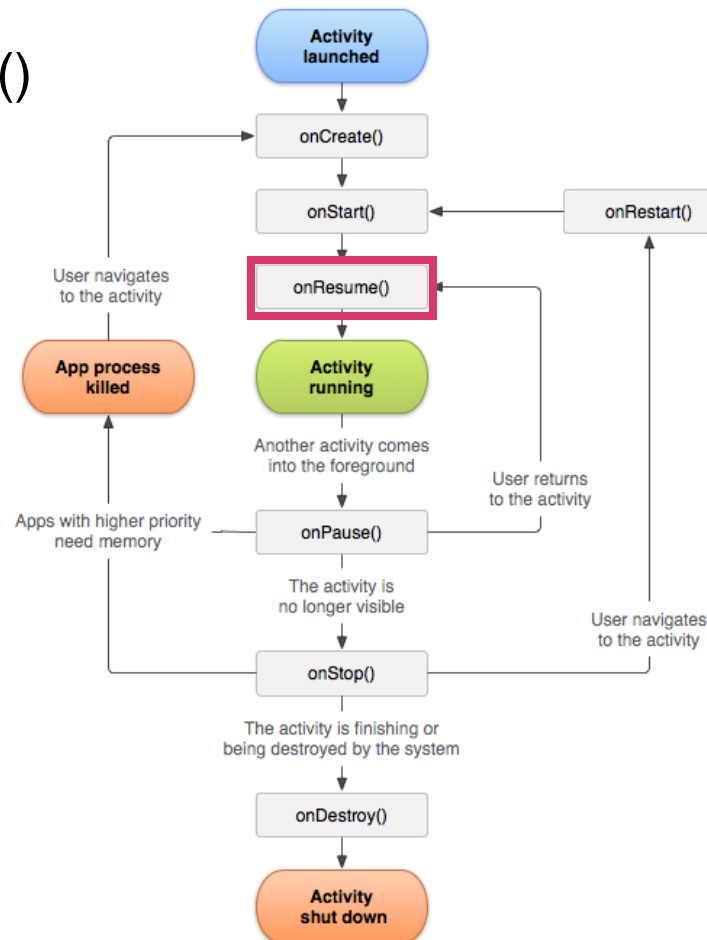 ()
Activity
launched
onCreate()
onStart()
onRestart()
User navigates
to the activity
onResume()
App process
killed
Activity
running
Another activity comes
into the foreground
User returns
to the activity
Apps with higher priority
need memory
onPause()
The activity is
no longer visible
User navigates
to the activity
onStop()
The activity is finishing or
being destroyed by the system
onDestroy()
Activity
shut down